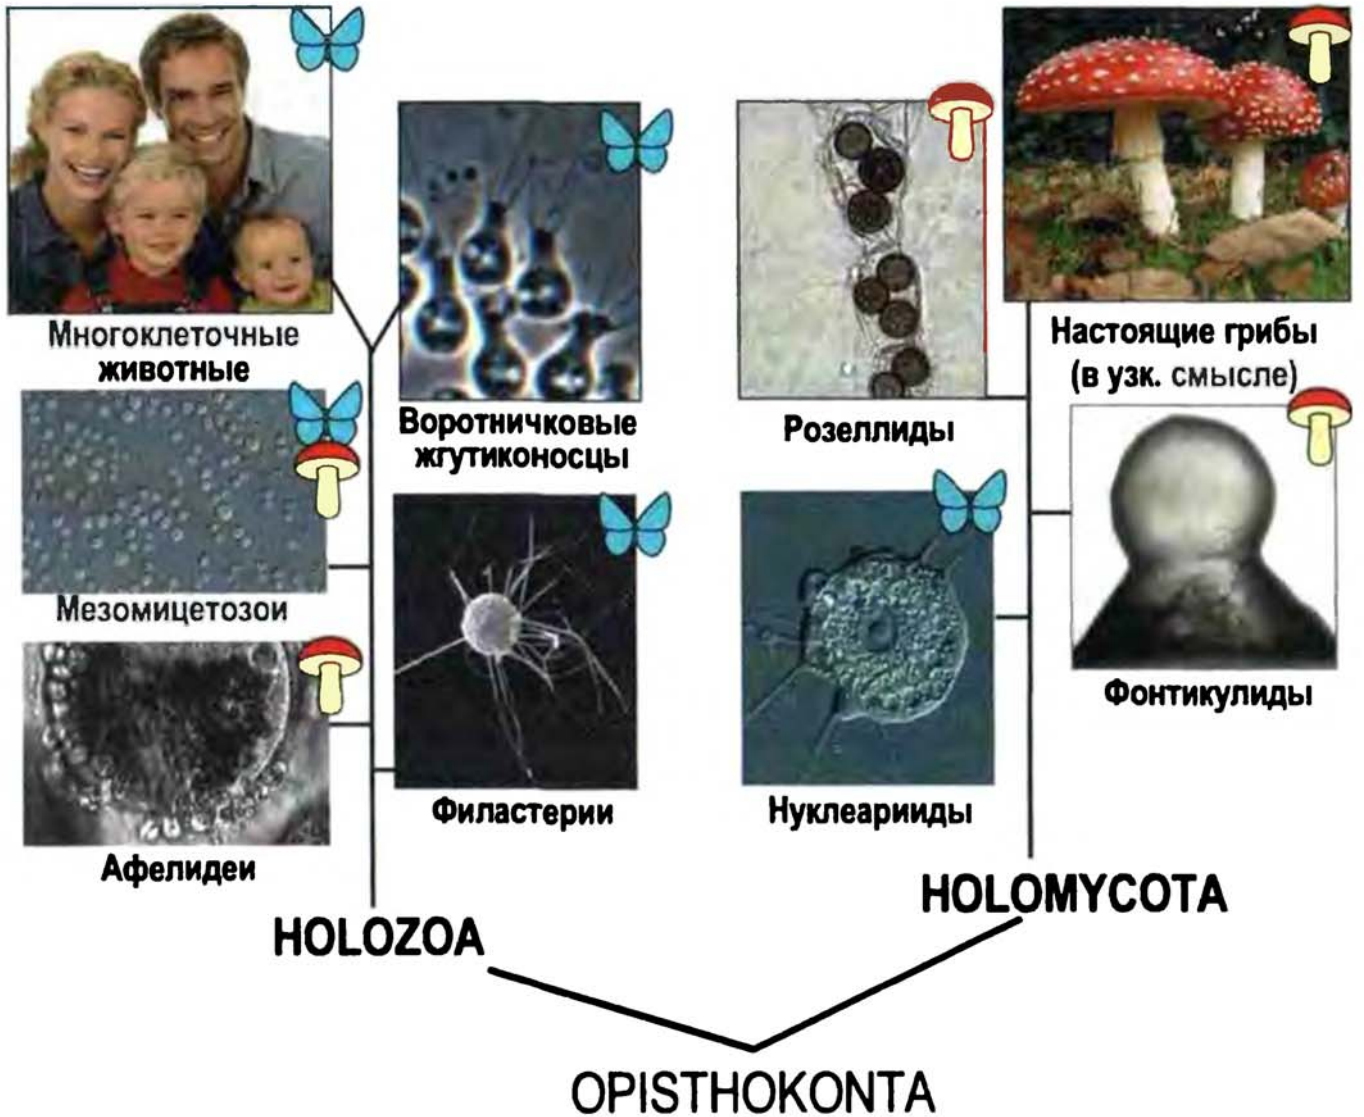 Многоклеточные
животные
Воротничковые
жгутиконосцы
Розеллиды
Настоящие грибы
(в узк. смысле)
Мезомицетозои
Афелидеи
Филастерии
Нуклеарииды
Фонтикулиды
HOLOZOA
HOLOMYCOTA
OPISTHOKONTA